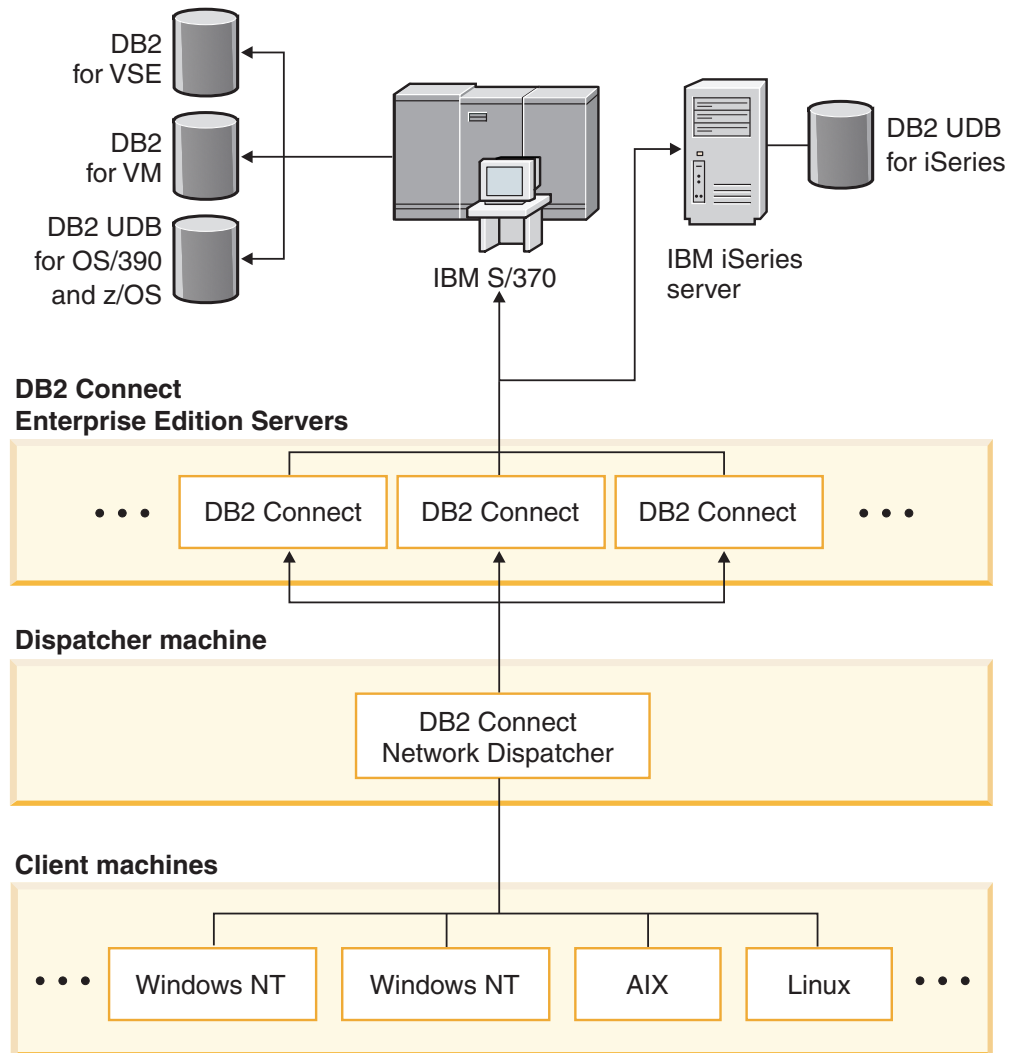 DB2
for VSE
DB2
for VM
DB2 UDB
for OS/390
and z/OS
IBM S/370
IBM iSeries
server
DB2 UDB
for iSeries
DB2 Connect
Enterprise Edition Servers
DB2 Connect
DB2 Connect
DB2 Connect
Dispatcher machine
DB2 Connect
Network Dispatcher
Client machines
Windows NT
Windows NT
AIX
Linux